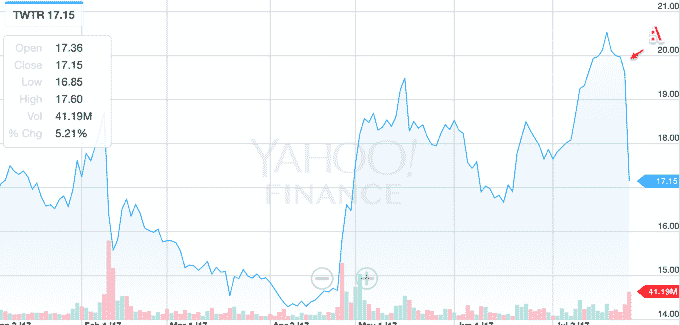 TWTR 17.15
Open 17.36
Close 17.15
Low 16.85
High 17.60
Vol 41.19M
% Chg 5.21%
YAHOO!
FINANCE
A
21.00
20.00
19.00
18.00
17.15
16.00
15.00
41.19M
14.00